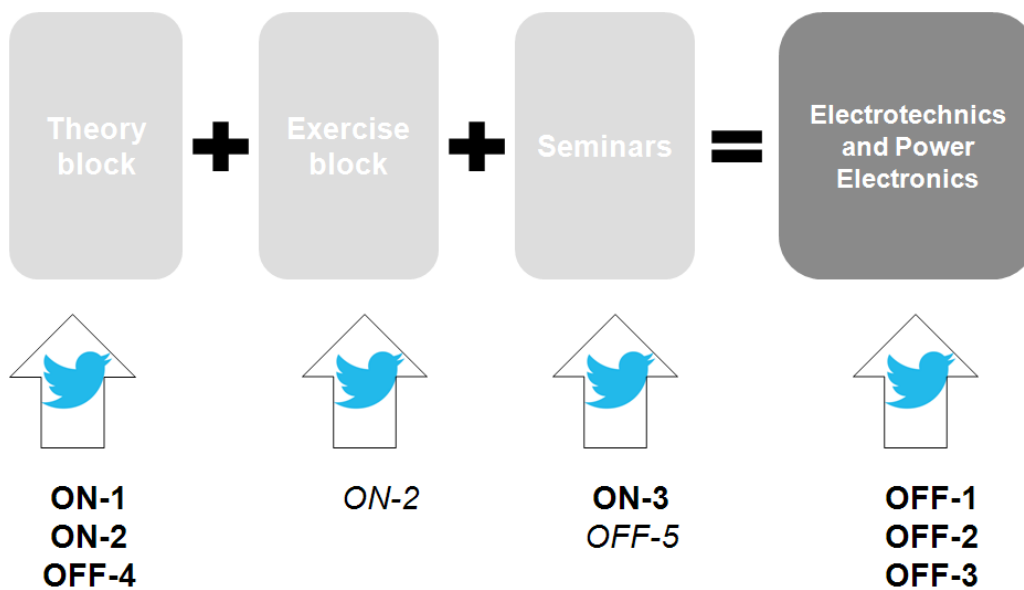 Theory
block
Exercise
block
Seminars
Electrotechnics
and Power
Electronics
ON-1
ON-2
OFF-4
ON-2
ON-3
OFF-5
OFF-1
OFF-2
OFF-3